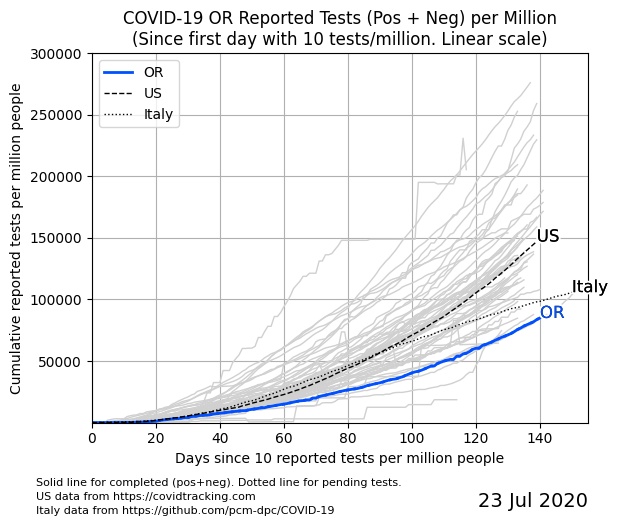 COVID-19 OR Reported Tests (Pos + Neg) per Million
(Since first day with 10 tests/million. Linear scale)
300000
250000
200000
150000
100000
50000
Cumulative reported tests per million people
OR
US
Italy
US
Italy
OR
0 20 40 60 80 100 120 140
Days since 10 reported tests per million people
Solid line for completed (pos+neg). Dotted line for pending tests.
US data from https://covidtracking.com
Italy data from https://github.com/pcm-dpc/COVID-19
23 Jul 2020